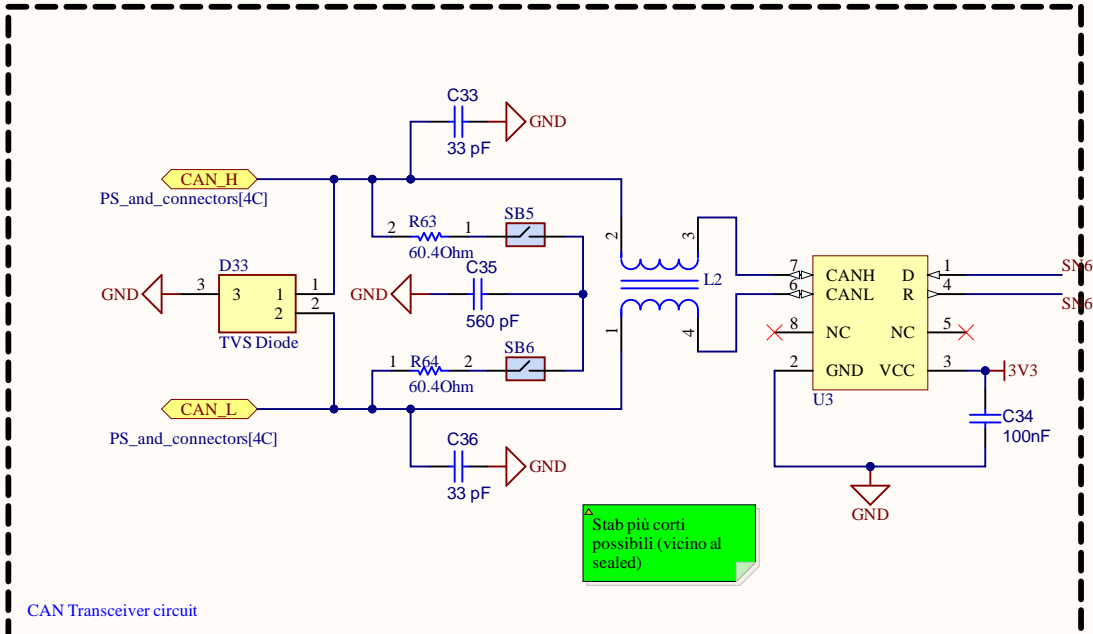 C33
GND
33 pF
CAN_H
PS_and_connectors[4C]
2 R63 1 SB5
60.4Ohm
2 3
D33
GND 3 3 1 1
2 2
TVS Diode
GND C35
560 pF
L2
1 4
1 R64 2 SB6
60.4Ohm
7 CANH D 1 SN6
6 CANL R 4 SN6
8 NC NC 5
2 GND VCC 3 3V3
U3
C34
100nF
GND
CAN_L
PS_and_connectors[4C]
C36
GND
33 pF
Stab più corti
possibili (vicino al
sealed)
CAN Transceiver circuit